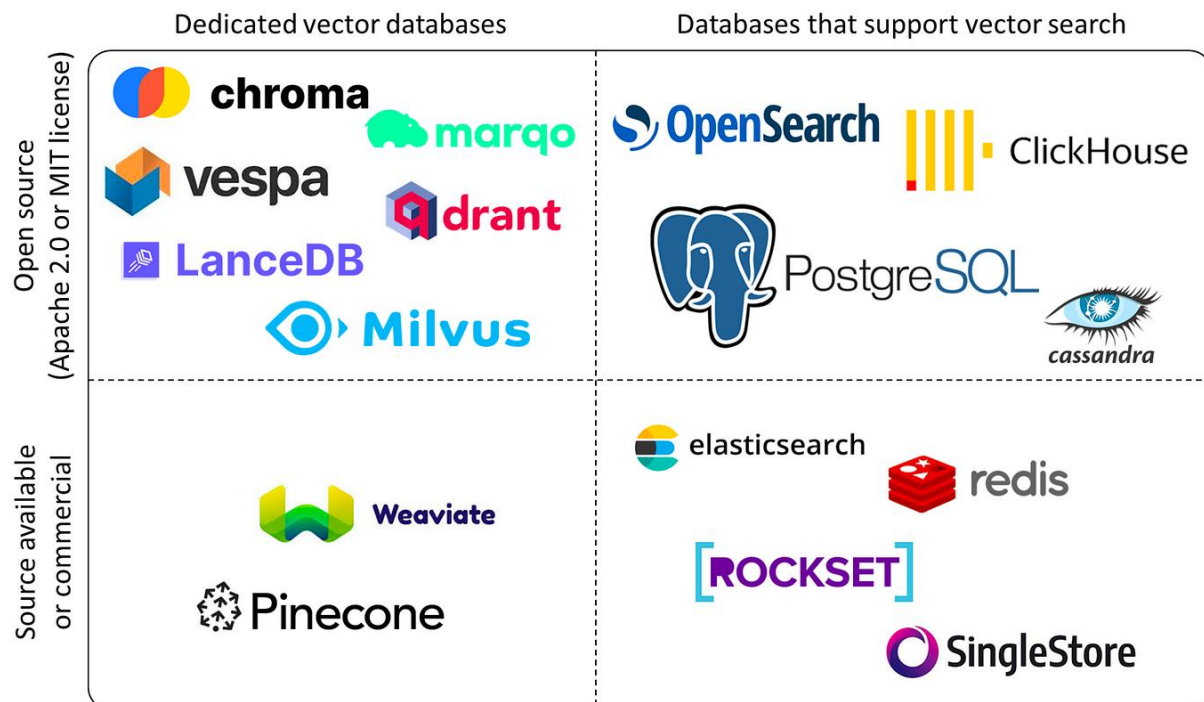 Dedicated vector databases
Databases that support vector search
Open source
(Apache 2.0 or MIT license)
chroma
marqo
vespa
qdrant
LanceDB
Milvus
OpenSearch
ClickHouse
PostgreSQL
cassandra
Source available
or commercial
Weaviate
Pinecone
elasticsearch
redis
[ROCKSET]
SingleStore